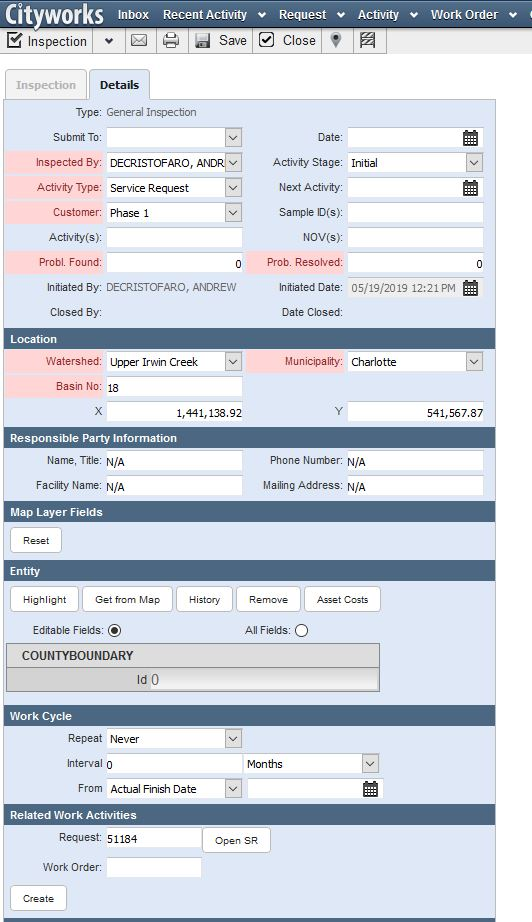 Cityworks Inbox Recent Activity Request Activity Work Order
Inspection Save Close
Inspection Details
Type: General Inspection
Submit To: Date:
Inspected By: DECRISTOFARO, ANDR Activity Stage: Initial
Activity Type: Service Request Next Activity:
Customer: Phase 1 Sample ID(s):
Activity(s): NOV(s):
Probl. Found: 0 Prob. Resolved: 0
Initiated By: DECRISTOFARO, ANDREW Initiated Date: 05/19/2019 12:21 PM
Closed By: Date Closed:
Location
Watershed: Upper Irwin Creek Municipality: Charlotte
Basin No: 18
X 1,441,138.92 Y 541,567.87
Responsible Party Information
Name, Title: N/A Phone Number: N/A
Facility Name: N/A Mailing Address: N/A
Map Layer Fields
Reset
Entity
Highlight Get from Map History Remove Asset Costs
Editable Fields: All Fields:
COUNTYBOUNDARY
Id 0
Work Cycle
Repeat Never
Interval 0 Months
From Actual Finish Date
Related Work Activities
Request: 51184 Open SR
Work Order:
Create